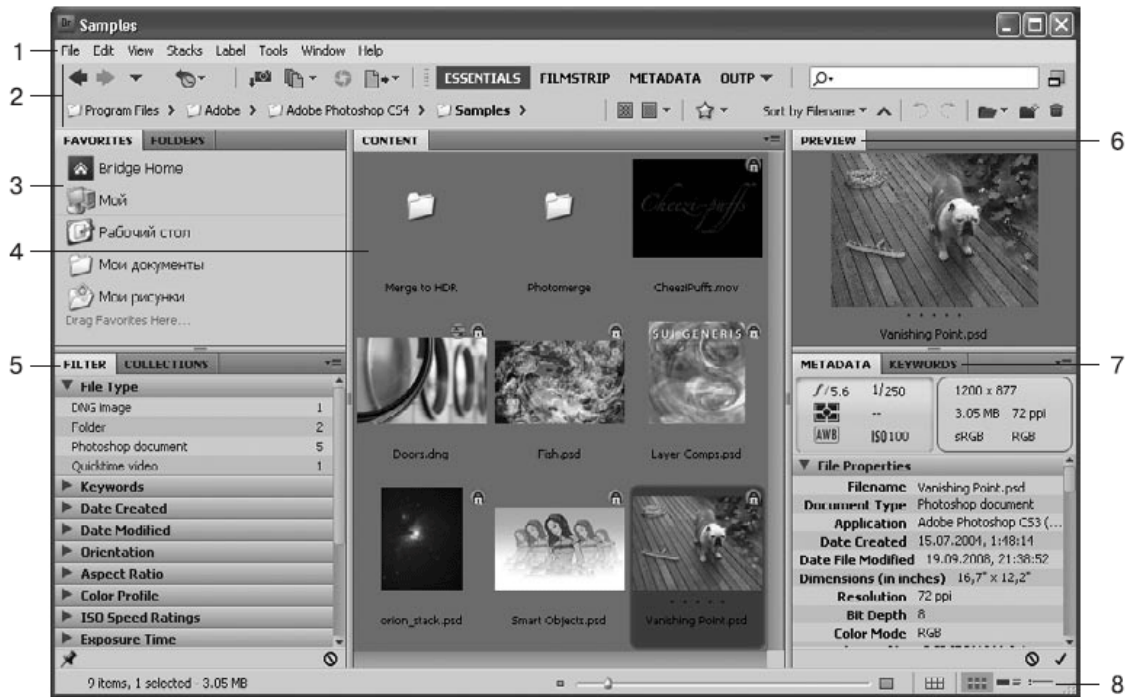 Br Samples
1
File Edit View Stacks Label Tools Window Help
2
ESSENTIALS FILMSTRIP METADATA OUTP
Program Files > Adobe > Adobe Photoshop CS4 > Samples >
Sort by Filename
FAVORITES FOLDERS
3
Bridge Home
Мой
Рабочий стол
Мои документы
Мои рисунки
Drag Favorites Here...
CONTENT
4
Merge to HDR
Photomerge
Cheezi-puffs
CheeziPuffs.mov
Doors.dng
Fish.psd
SUI GENERIS
Layer Comps.psd
orion_stack.psd
Smart Objects.psd
Vanishing Point.psd
PREVIEW
6
Vanishing Point.psd
5
FILTER COLLECTIONS
File Type
DNG image 1
Folder 2
Photoshop document 5
Quicktime video 1
Keywords
Date Created
Date Modified
Orientation
Aspect Ratio
Color Profile
ISO Speed Ratings
Exposure Time
METADATA KEYWORDS
7
f/5.6 1/250
--
AWB ISO100
1200 x 877
3.05 MB 72 ppi
sRGB RGB
File Properties
Filename Vanishing Point.psd
Document Type Photoshop document
Application Adobe Photoshop CS3 (...
Date Created 15.07.2004, 1:48:14
Date File Modified 19.09.2008, 21:38:52
Dimensions (in inches) 16,7" x 12,2"
Resolution 72 ppi
Bit Depth 8
Color Mode RGB
9 items, 1 selected - 3.05 MB
8